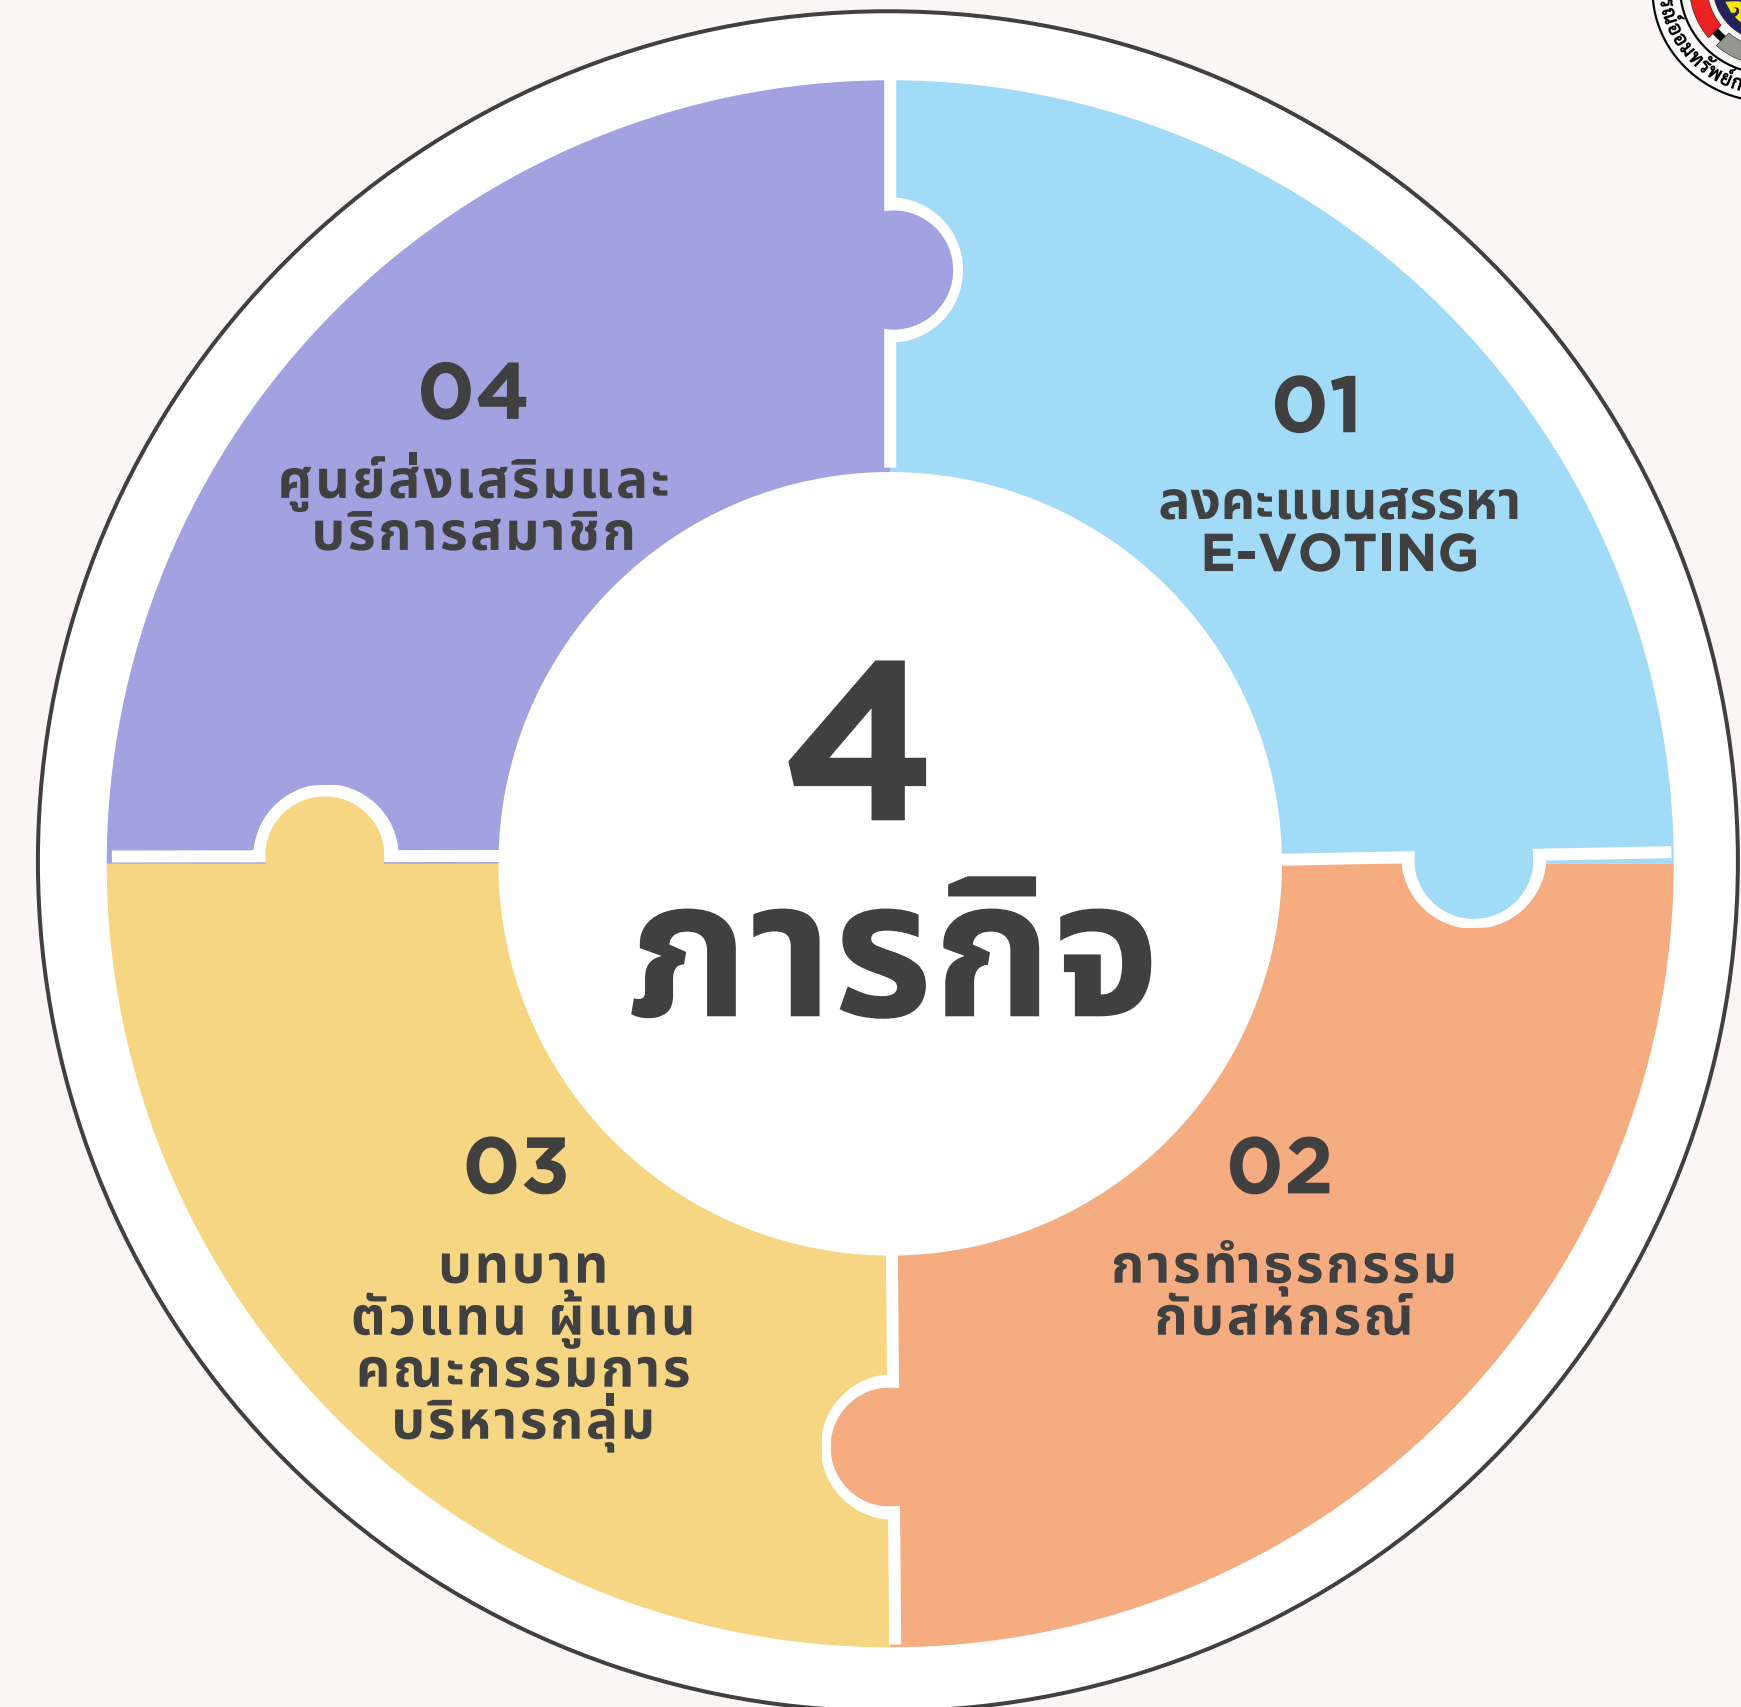 4
ภารกิจ
01
ลงคะแนนสรรหา
E-VOTING
02
การทำธุรกรรม
กับสหกรณ์
03
บทบาท
ตัวแทน ผู้แทน
คณะกรรมการ
บริหารกลุ่ม
04
ศูนย์ส่งเสริมและ
บริการสมาชิก